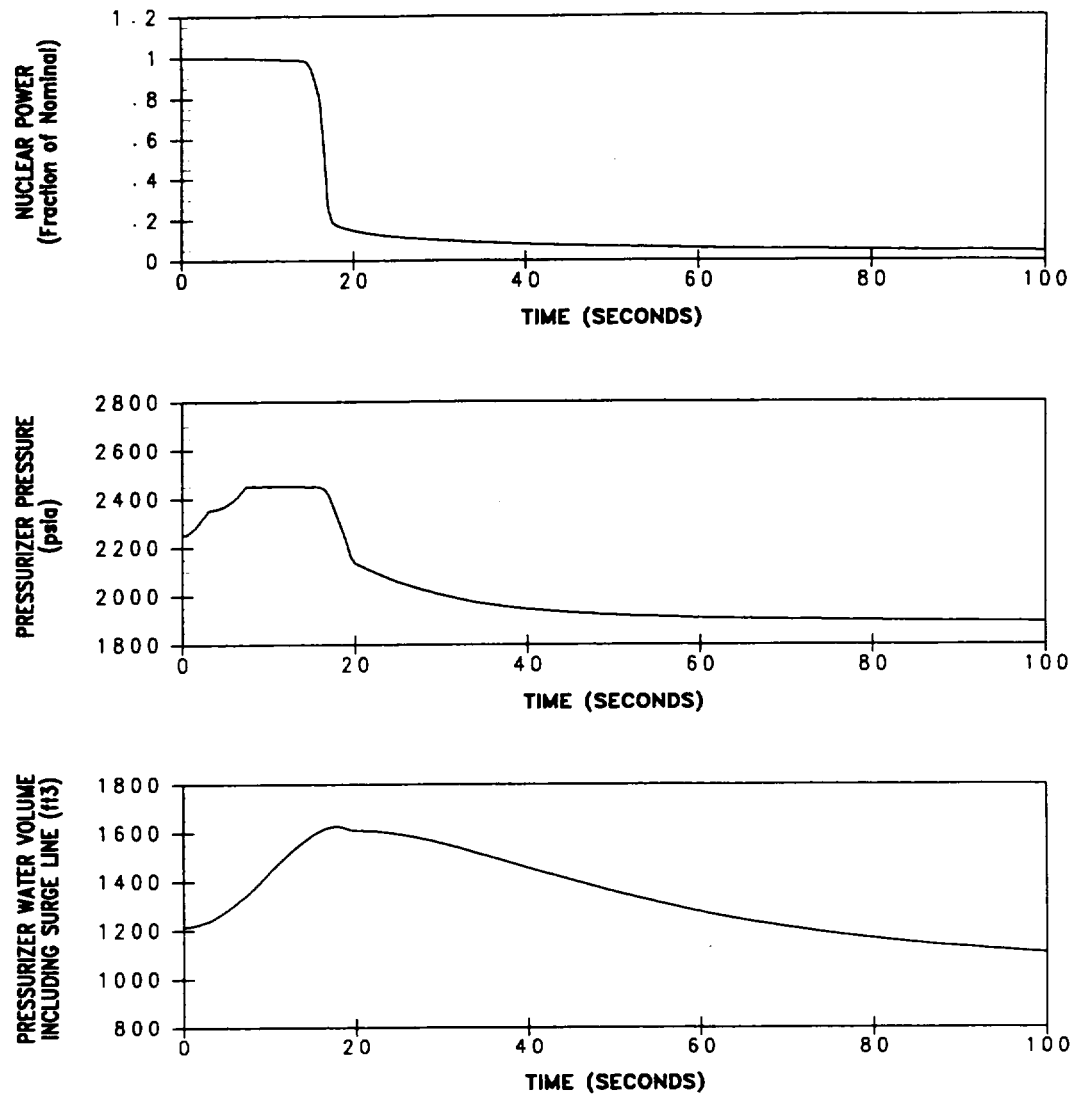 NUCLEAR POWER
(Fraction of Nominal)
1.2
1
.8
.6
.4
.2
0
0 20 40 60 80 100
TIME (SECONDS)
PRESSURIZER PRESSURE
(psia)
2800
2600
2400
2200
2000
1800
0 20 40 60 80 100
TIME (SECONDS)
PRESSURIZER WATER VOLUME
INCLUDING SURGE LINE (ft3)
1800
1600
1400
1200
1000
800
0 20 40 60 80 100
TIME (SECONDS)